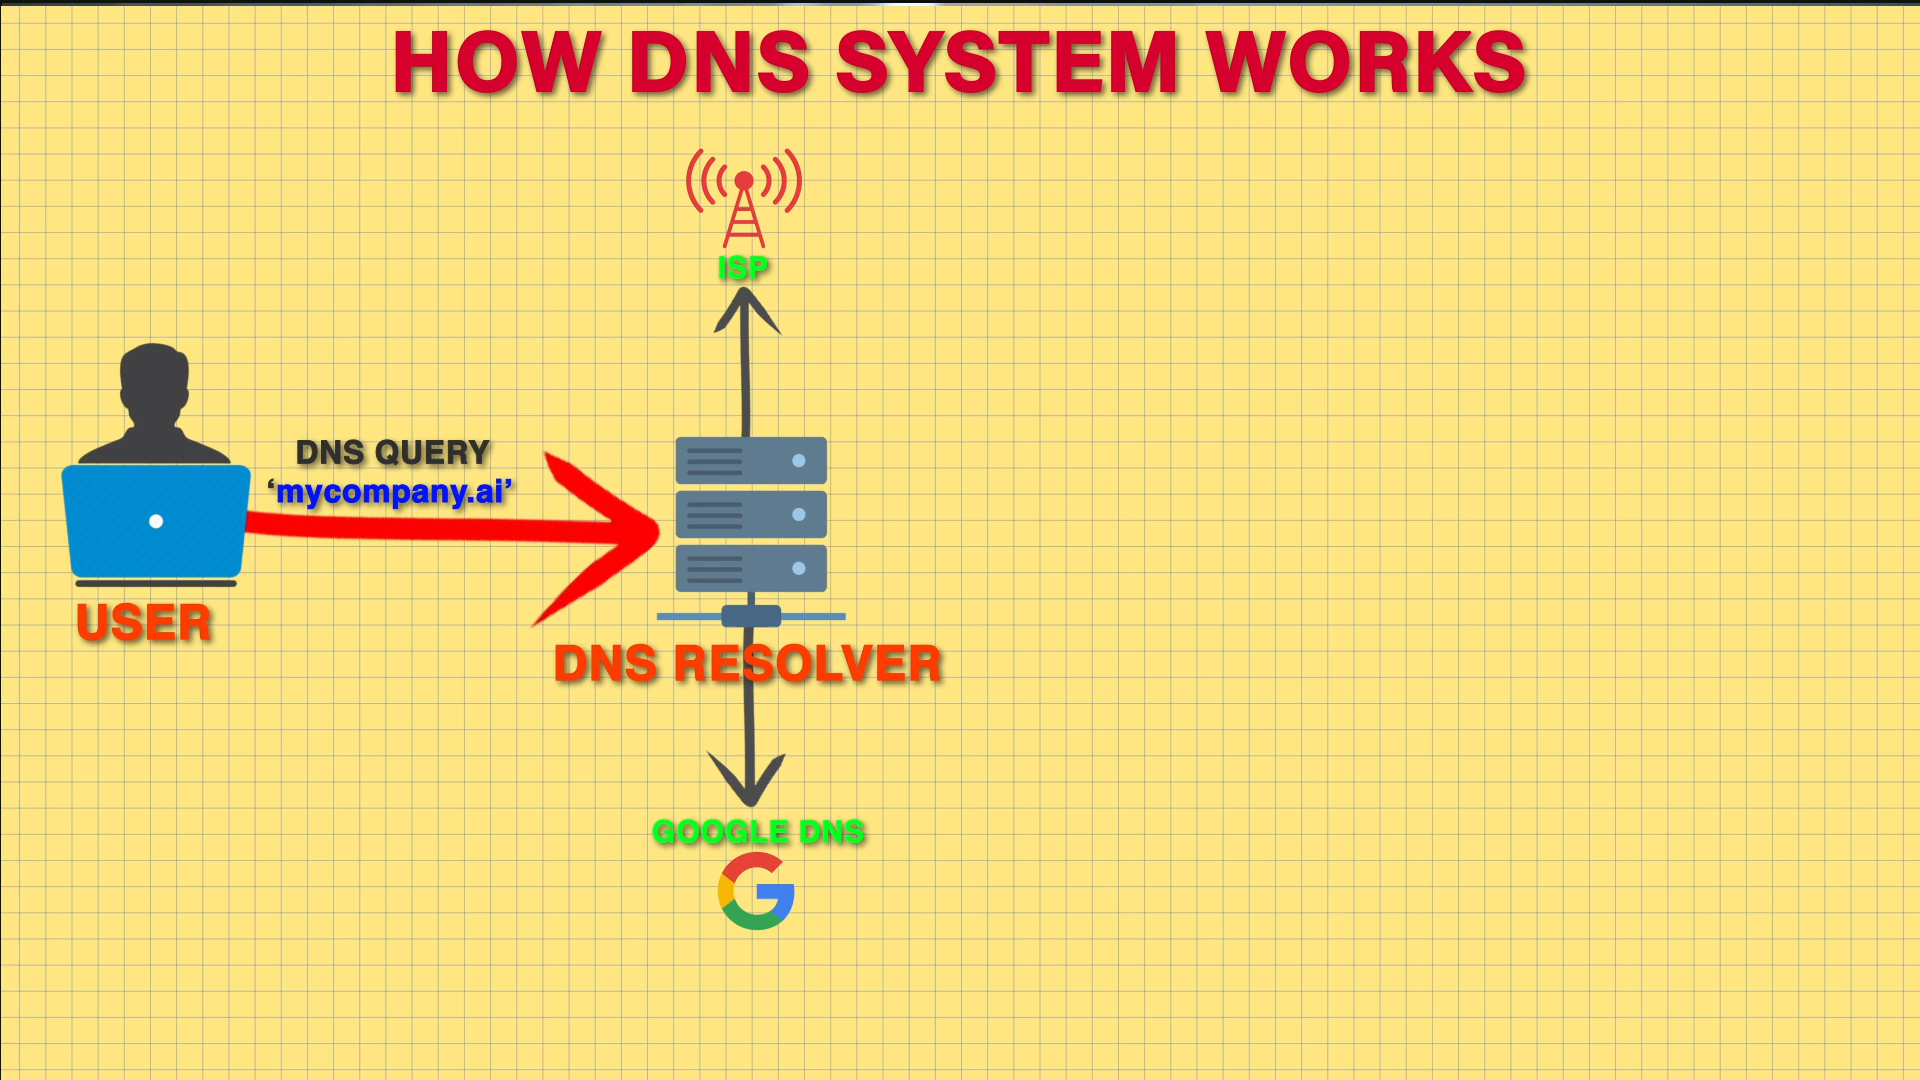 HOW DNS SYSTEM WORKS
ISP
DNS QUERY
‘mycompany.ai’
USER
DNS RESOLVER
GOOGLE DNS